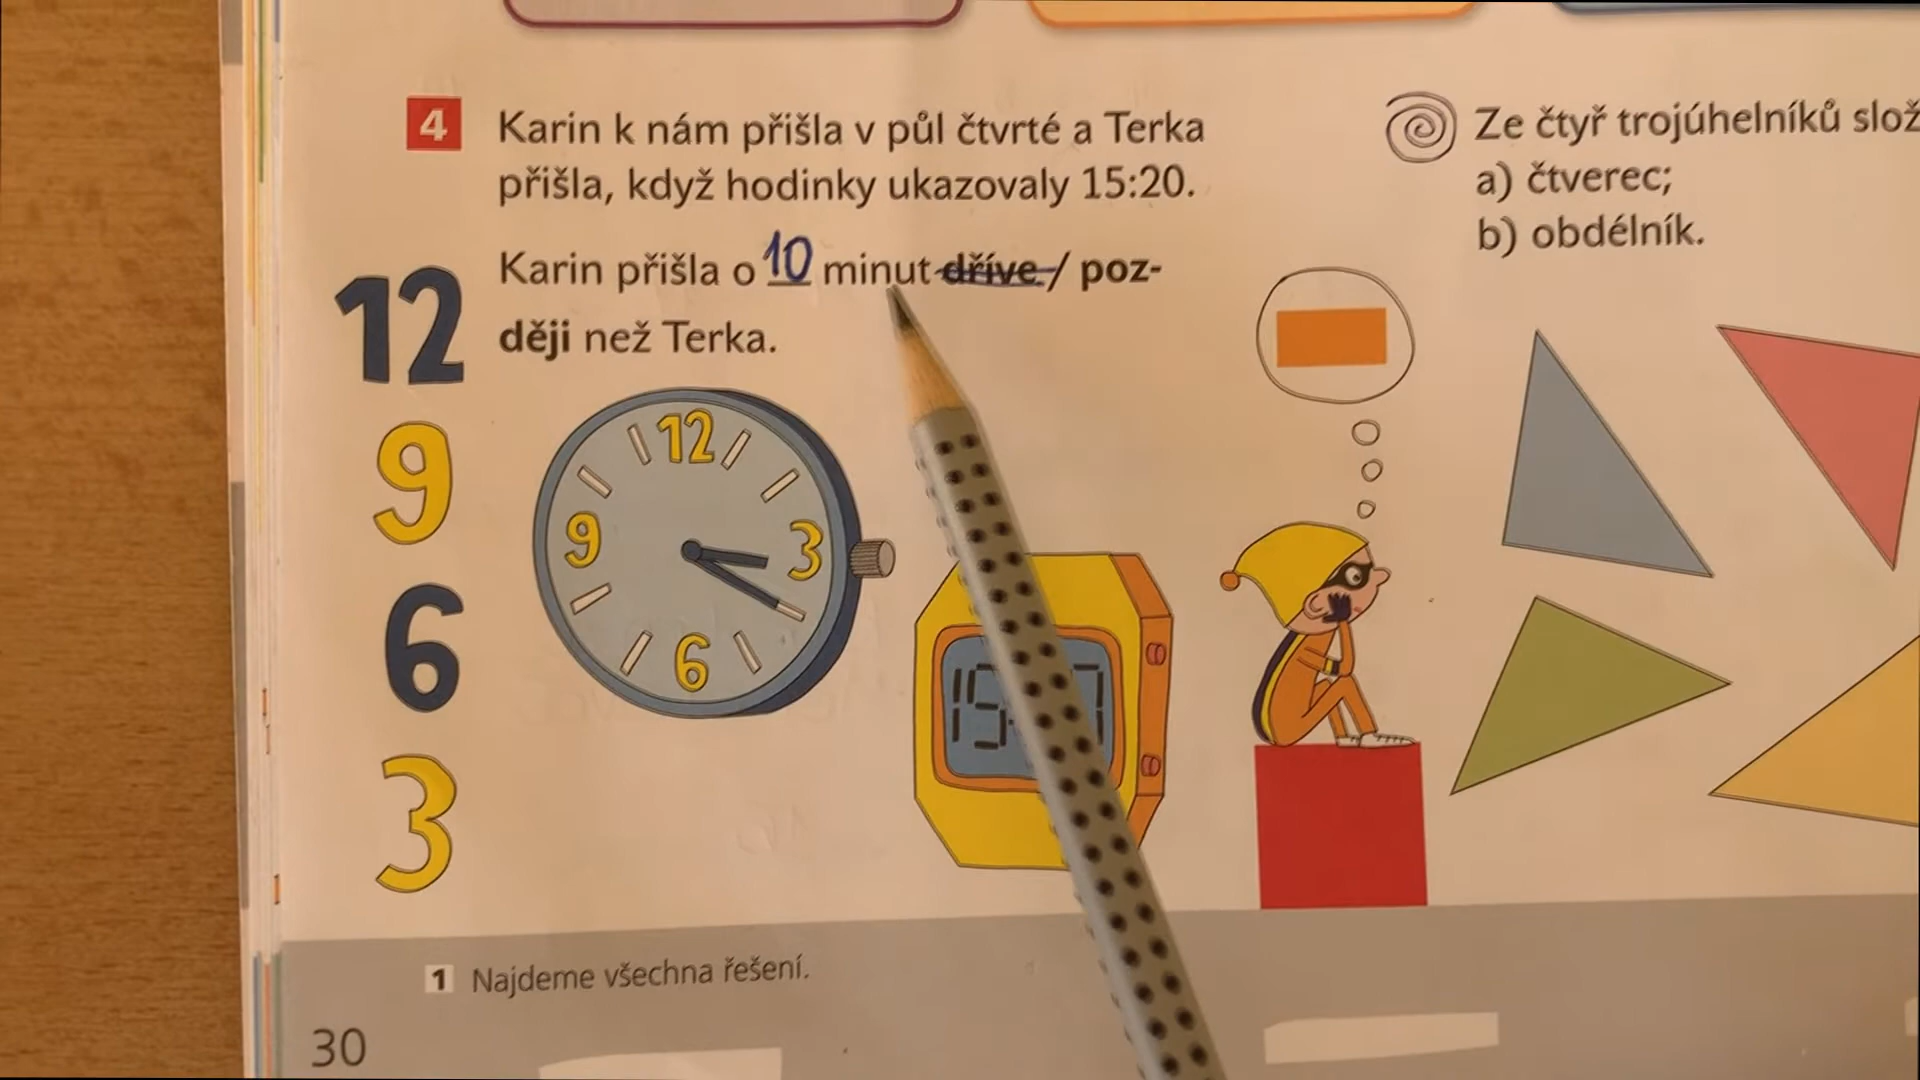 4 Karin k nám přišla v půl čtvrté a Terka
přišla, když hodinky ukazovaly 15:20.
Karin přišla o 10 minut dříve / poz-
ději než Terka.
12
9
6
3
12
9 3
6
15
Ze čtyř trojúhelníků
a) čtverec;
b) obdélník.
1 Najdeme všechna řešení.
30